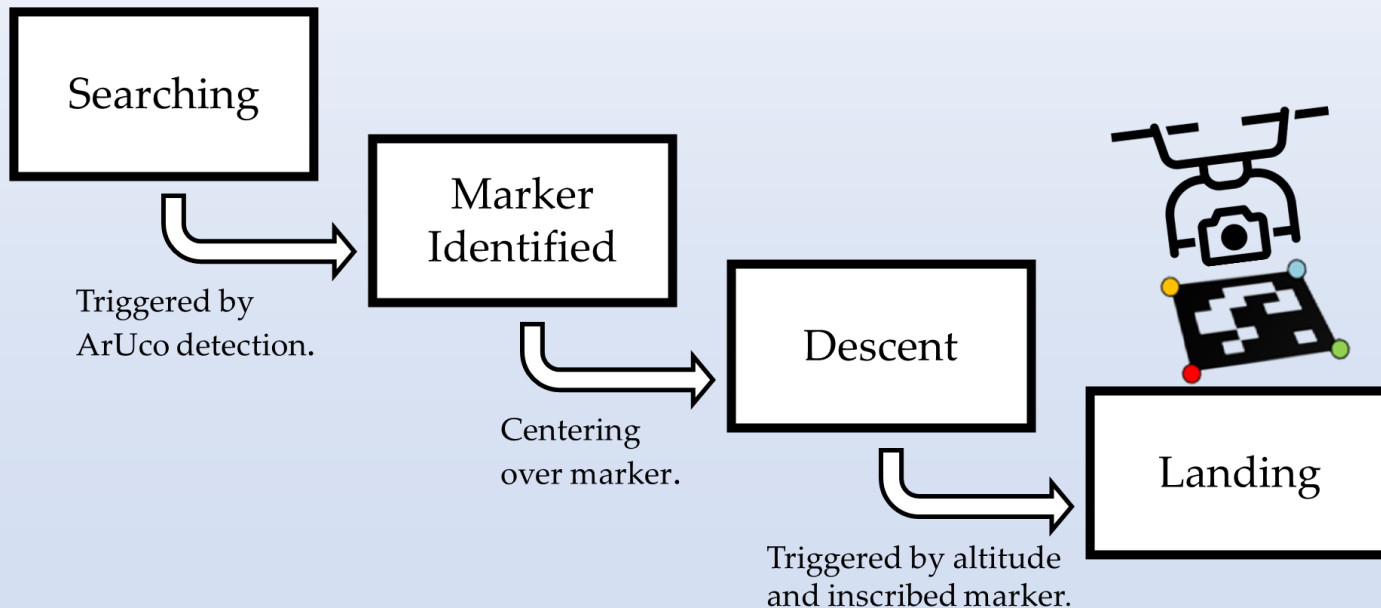 Searching
Triggered by
ArUco detection.
Marker
Identified
Centering
over marker.
Descent
Triggered by altitude
and inscribed marker.
Landing